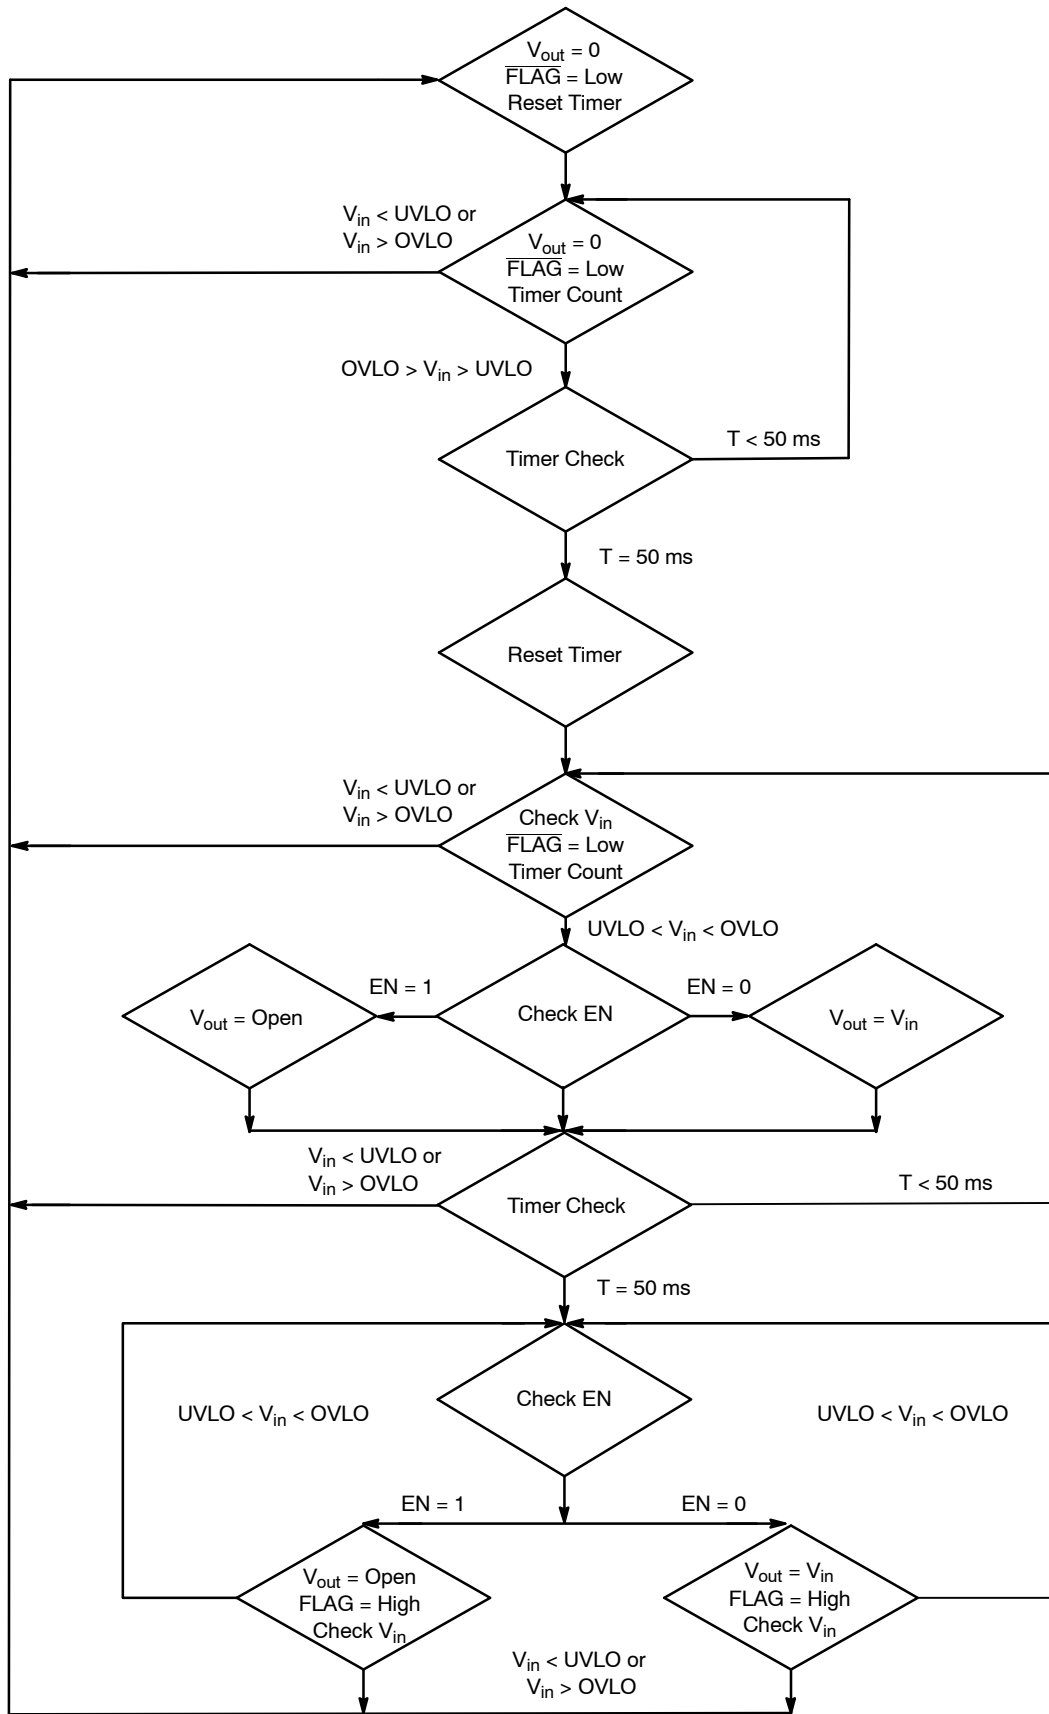 Vout = 0
FLAG = Low
Reset Timer
Vin < UVLO or
Vin > OVLO
Vout = 0
FLAG = Low
Timer Count
OVLO > Vin > UVLO
Timer Check
T < 50 ms
T = 50 ms
Reset Timer
Vin < UVLO or
Vin > OVLO
Check Vin
FLAG = Low
Timer Count
UVLO < Vin < OVLO
EN = 1
EN = 0
Vout = Open
Check EN
Vout = Vin
Vin < UVLO or
Vin > OVLO
Timer Check
T < 50 ms
T = 50 ms
Check EN
UVLO < Vin < OVLO
UVLO < Vin < OVLO
EN = 1
EN = 0
Vout = Open
FLAG = High
Check Vin
Vout = Vin
FLAG = High
Check Vin
Vin < UVLO or
Vin > OVLO